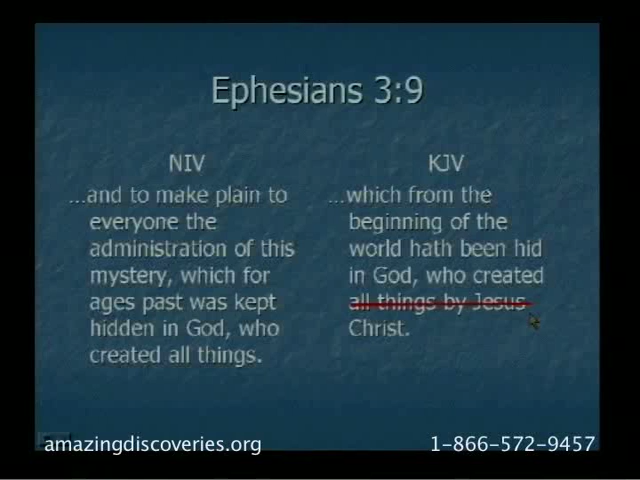 Ephesians 3:9
NIV
...and to make plain to
everyone the
administration of this
mystery, which for
ages past was kept
hidden in God, who
created all things.
KJV
...which from the
beginning of the
world hath been hid
in God, who created
all things by Jesus
Christ.
amazingdiscoveries.org
1-866-572-9457